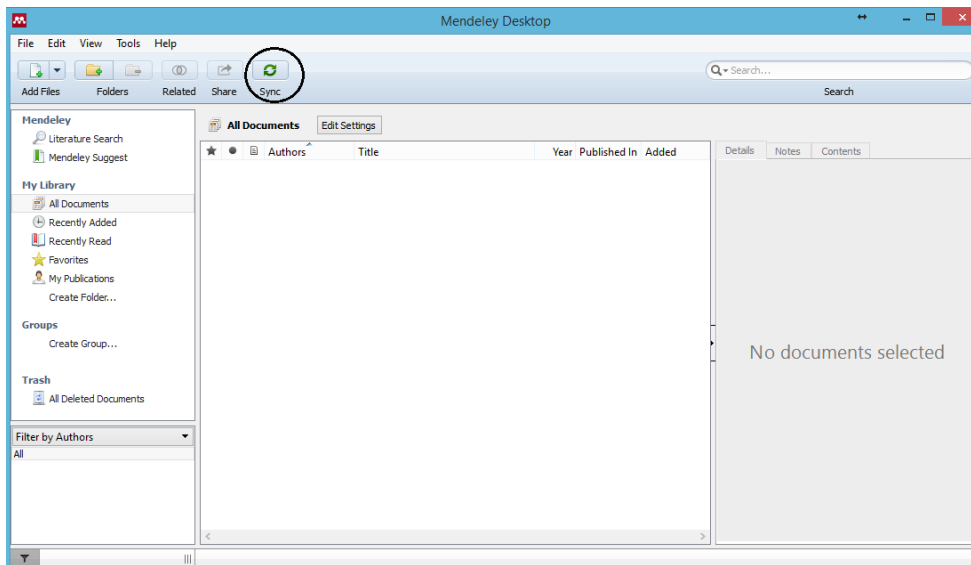 Mendeley Desktop
File Edit View Tools Help
Add Files Folders Related Share Sync
Search...
Search
Mendeley
Literature Search
Mendeley Suggest
My Library
All Documents
Recently Added
Recently Read
Favorites
My Publications
Create Folder...
Groups
Create Group...
Trash
All Deleted Documents
Filter by Authors
All
All Documents Edit Settings
Authors Title Year Published In Added
Details Notes Contents
No documents selected